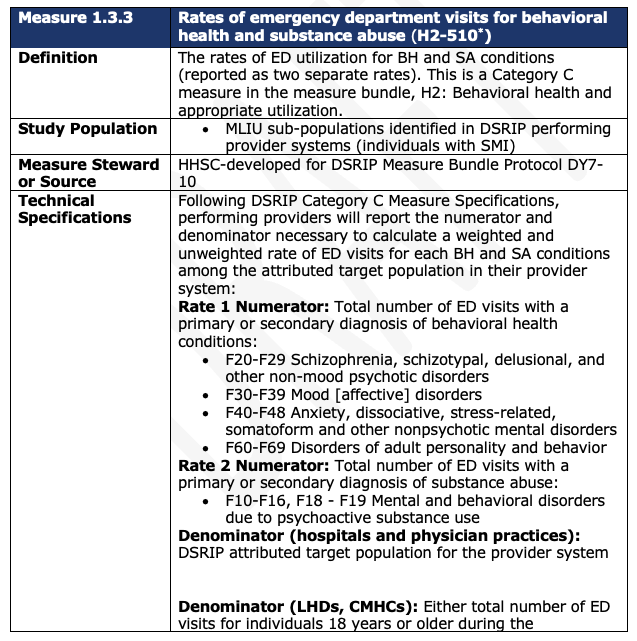 Measure 1.3.3
Rates of emergency department visits for behavioral
health and substance abuse (H2-510*)
Definition
The rates of ED utilization for BH and SA conditions
(reported as two separate rates). This is a Category C
measure in the measure bundle, H2: Behavioral health and
appropriate utilization.
Study Population
• MLIU sub-populations identified in DSRIP performing
provider systems (individuals with SMI)
Measure Steward
or Source
HHSC-developed for DSRIP Measure Bundle Protocol DY7-
10
Technical
Specifications
Following DSRIP Category C Measure Specifications,
performing providers will report the numerator and
denominator necessary to calculate a weighted and
unweighted rate of ED visits for each BH and SA conditions
among the attributed target population in their provider
system:
Rate 1 Numerator: Total number of ED visits with a
primary or secondary diagnosis of behavioral health
conditions:
• F20-F29 Schizophrenia, schizotypal, delusional, and
other non-mood psychotic disorders
• F30-F39 Mood [affective] disorders
• F40-F48 Anxiety, dissociative, stress-related,
somatoform and other nonpsychotic mental disorders
• F60-F69 Disorders of adult personality and behavior
Rate 2 Numerator: Total number of ED visits with a
primary or secondary diagnosis of substance abuse:
• F10-F16, F18 - F19 Mental and behavioral disorders
due to psychoactive substance use
Denominator (hospitals and physician practices):
DSRIP attributed target population for the provider system
Denominator (LHDs, CMHCs): Either total number of ED
visits for individuals 18 years or older during the